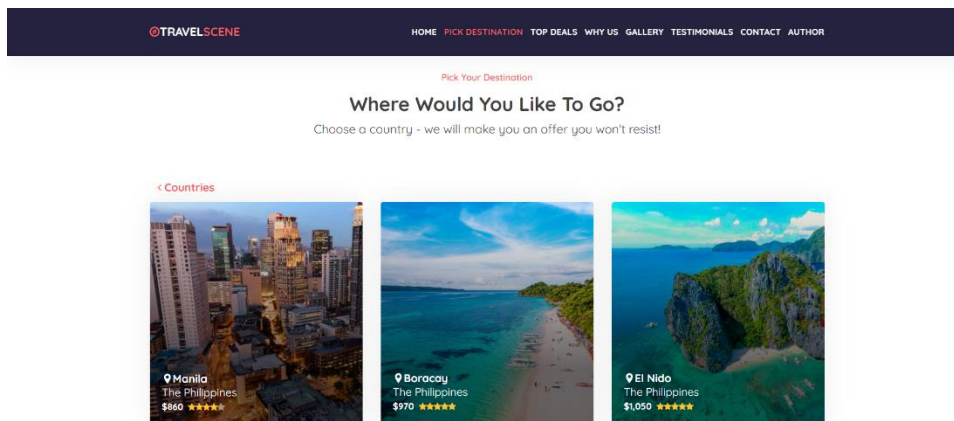 TRAVELSCENE
HOME PICK DESTINATION TOP DEALS WHY US GALLERY TESTIMONIALS CONTACT AUTHOR
Pick Your Destination
Where Would You Like To Go?
Choose a country - we will make you an offer you won't resist!
< Countries
Manila
The Philippines
$860
Boracay
The Philippines
$970
El Nido
The Philippines
$1,050